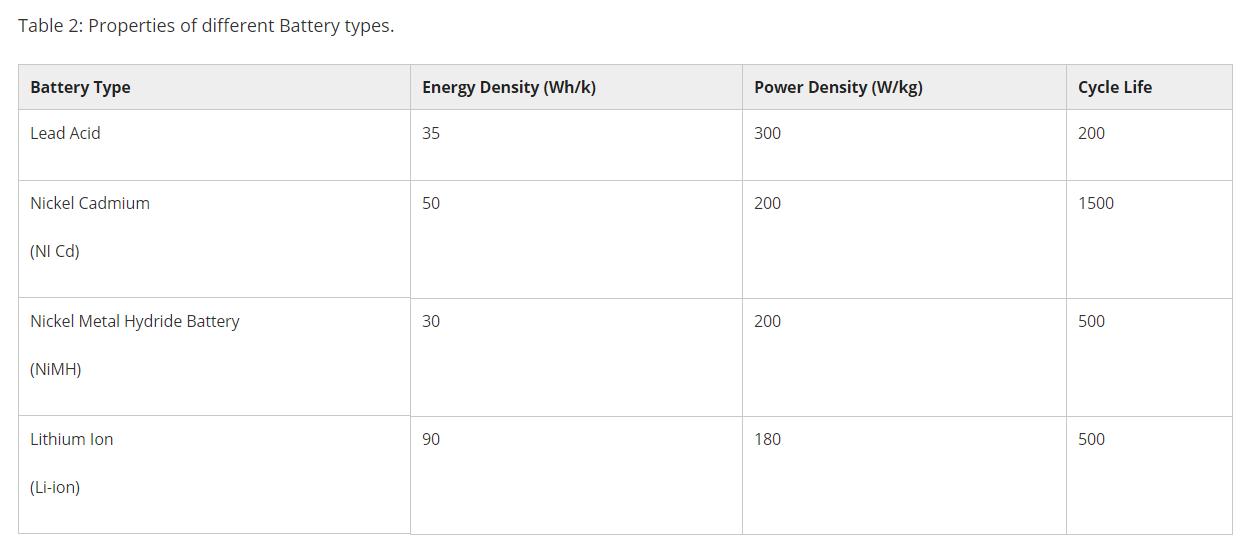 Table 2: Properties of different Battery types.
Battery Type Energy Density (Wh/k) Power Density (W/kg) Cycle Life
Lead Acid 35 300 200
Nickel Cadmium 50 200 1500
(NI Cd)
Nickel Metal Hydride Battery 30 200 500
(NiMH)
Lithium Ion 90 180 500
(Li-ion)